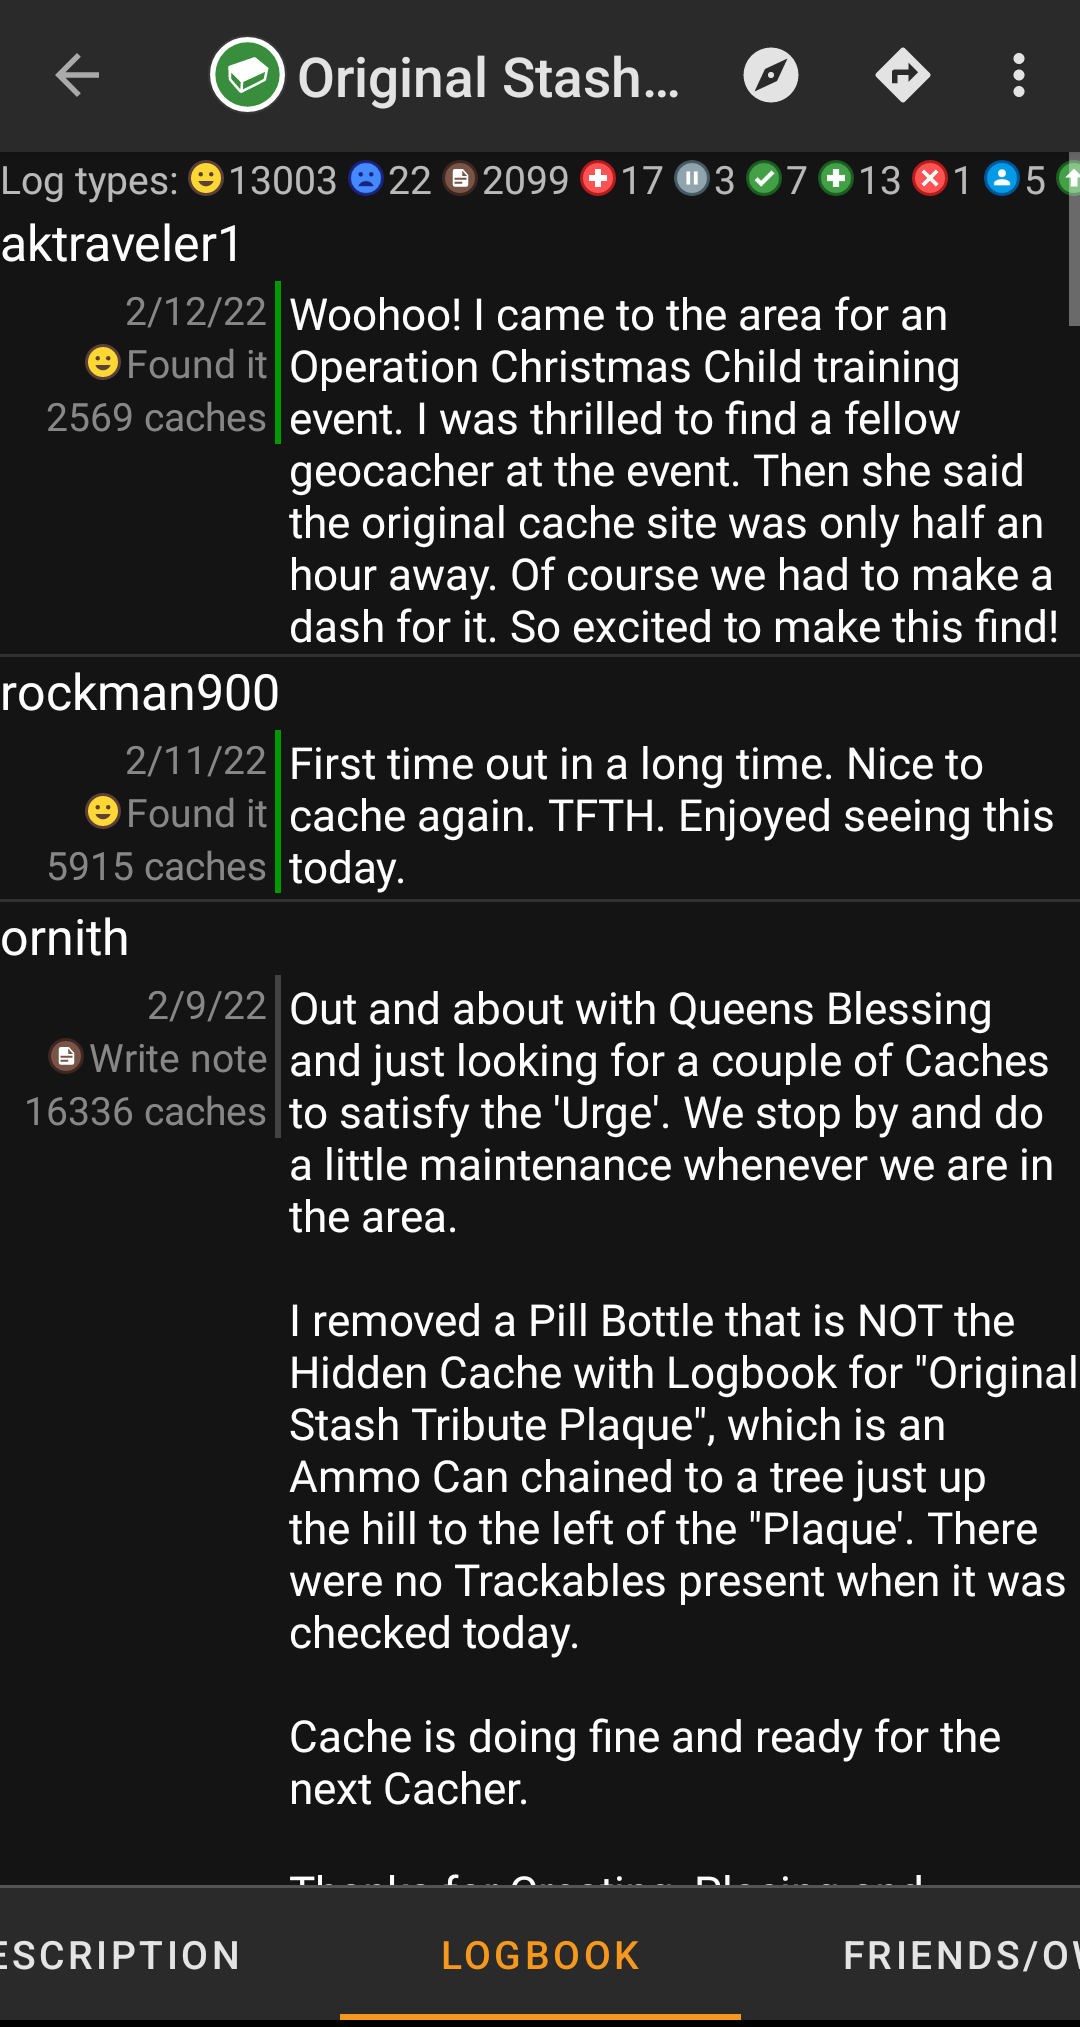 Original Stash...
Log types: 13003 22 2099 17 3 7 13 1 5
aktraveler1
2/12/22
Found it
2569 caches
Woohoo! I came to the area for an
Operation Christmas Child training
event. I was thrilled to find a fellow
geocacher at the event. Then she said
the original cache site was only half an
hour away. Of course we had to make a
dash for it. So excited to make this find!
rockman900
2/11/22
Found it
5915 caches
First time out in a long time. Nice to
cache again. TFTH. Enjoyed seeing this
today.
ornith
2/9/22
Write note
16336 caches
Out and about with Queens Blessing
and just looking for a couple of Caches
to satisfy the 'Urge'. We stop by and do
a little maintenance whenever we are in
the area.
I removed a Pill Bottle that is NOT the
Hidden Cache with Logbook for "Original
Stash Tribute Plaque", which is an
Ammo Can chained to a tree just up
the hill to the left of the "Plaque'. There
were no Trackables present when it was
checked today.
Cache is doing fine and ready for the
next Cacher.
Thanks for Creating, Placing and
ESCRIPTION
LOGBOOK
FRIENDS/OW